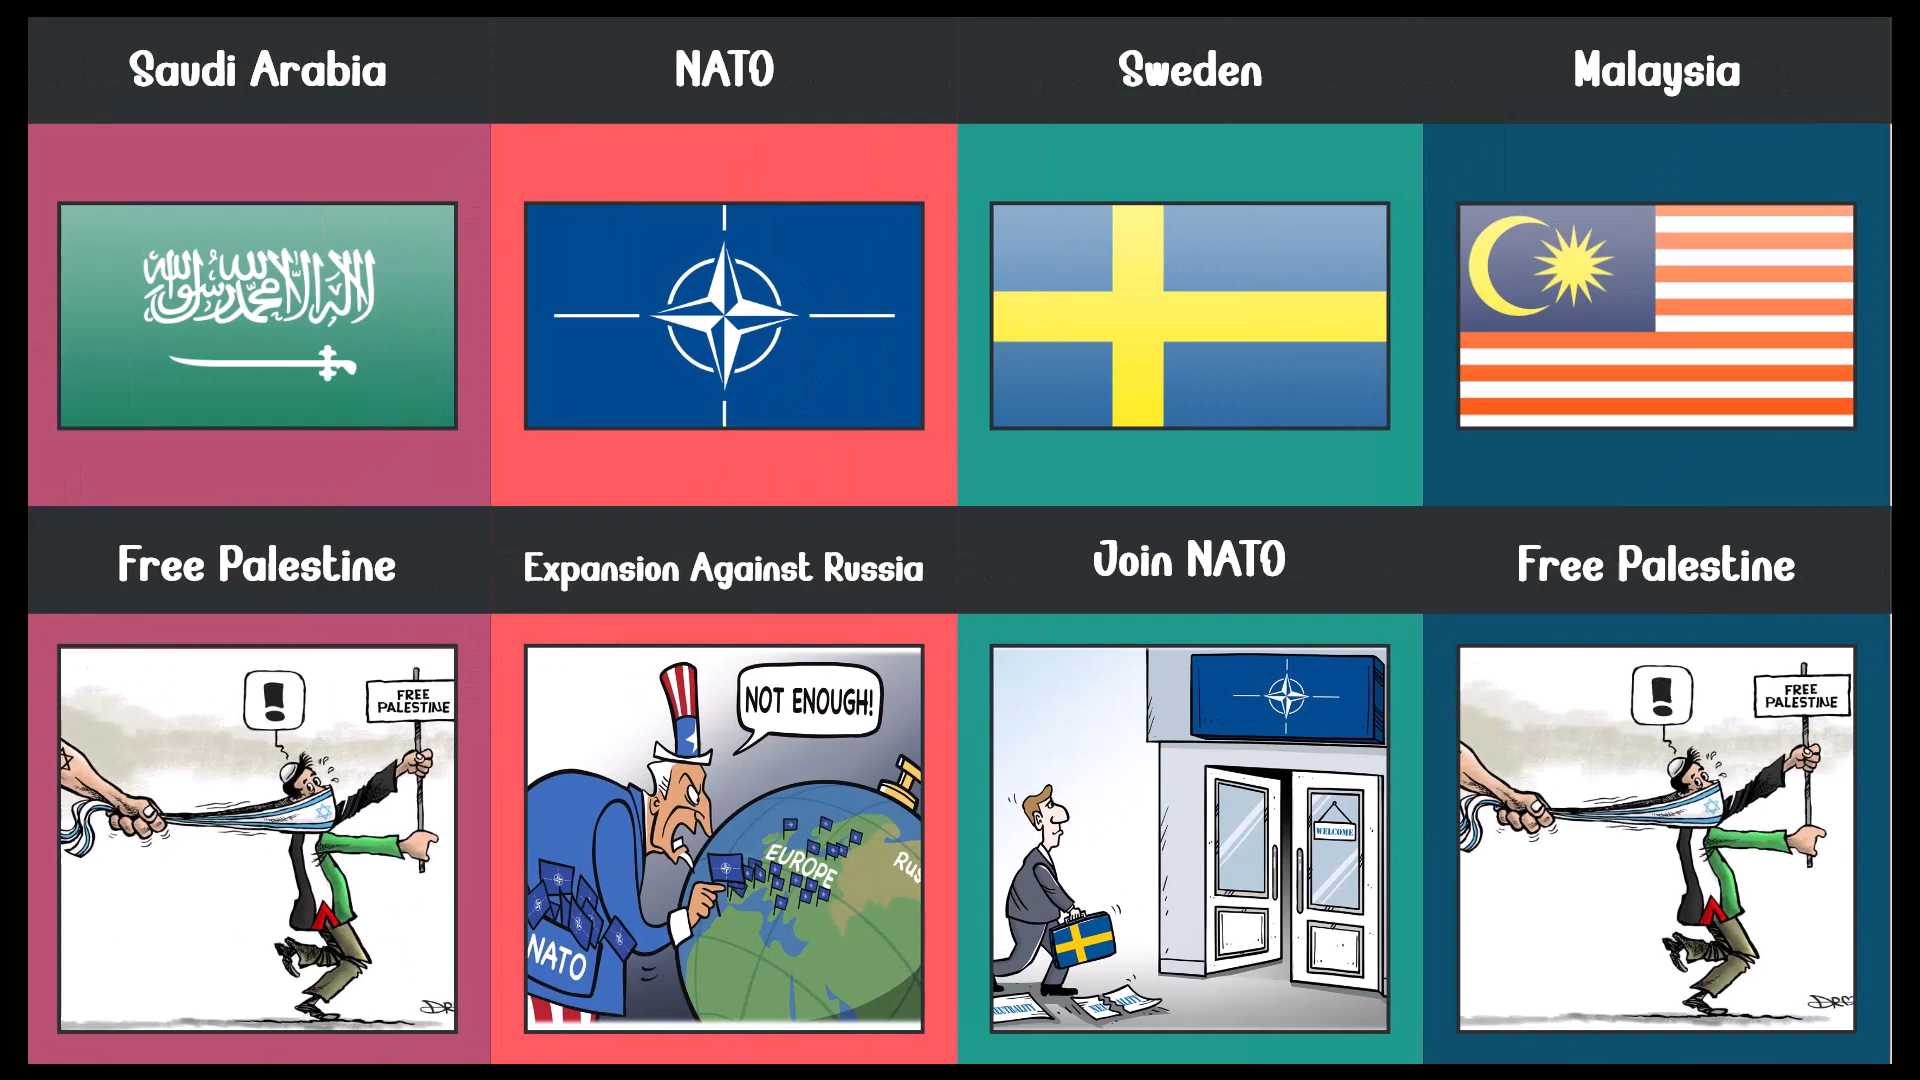 Saudi Arabia
NATO
Sweden
Malaysia
لا إله إلا الله محمد رسول الله
Free Palestine
Expansion Against Russia
Join NATO
Free Palestine
!
FREE
PALESTINE
NOT ENOUGH!
EUROPE
RUS
NATO
WELCOME
!
FREE
PALESTINE